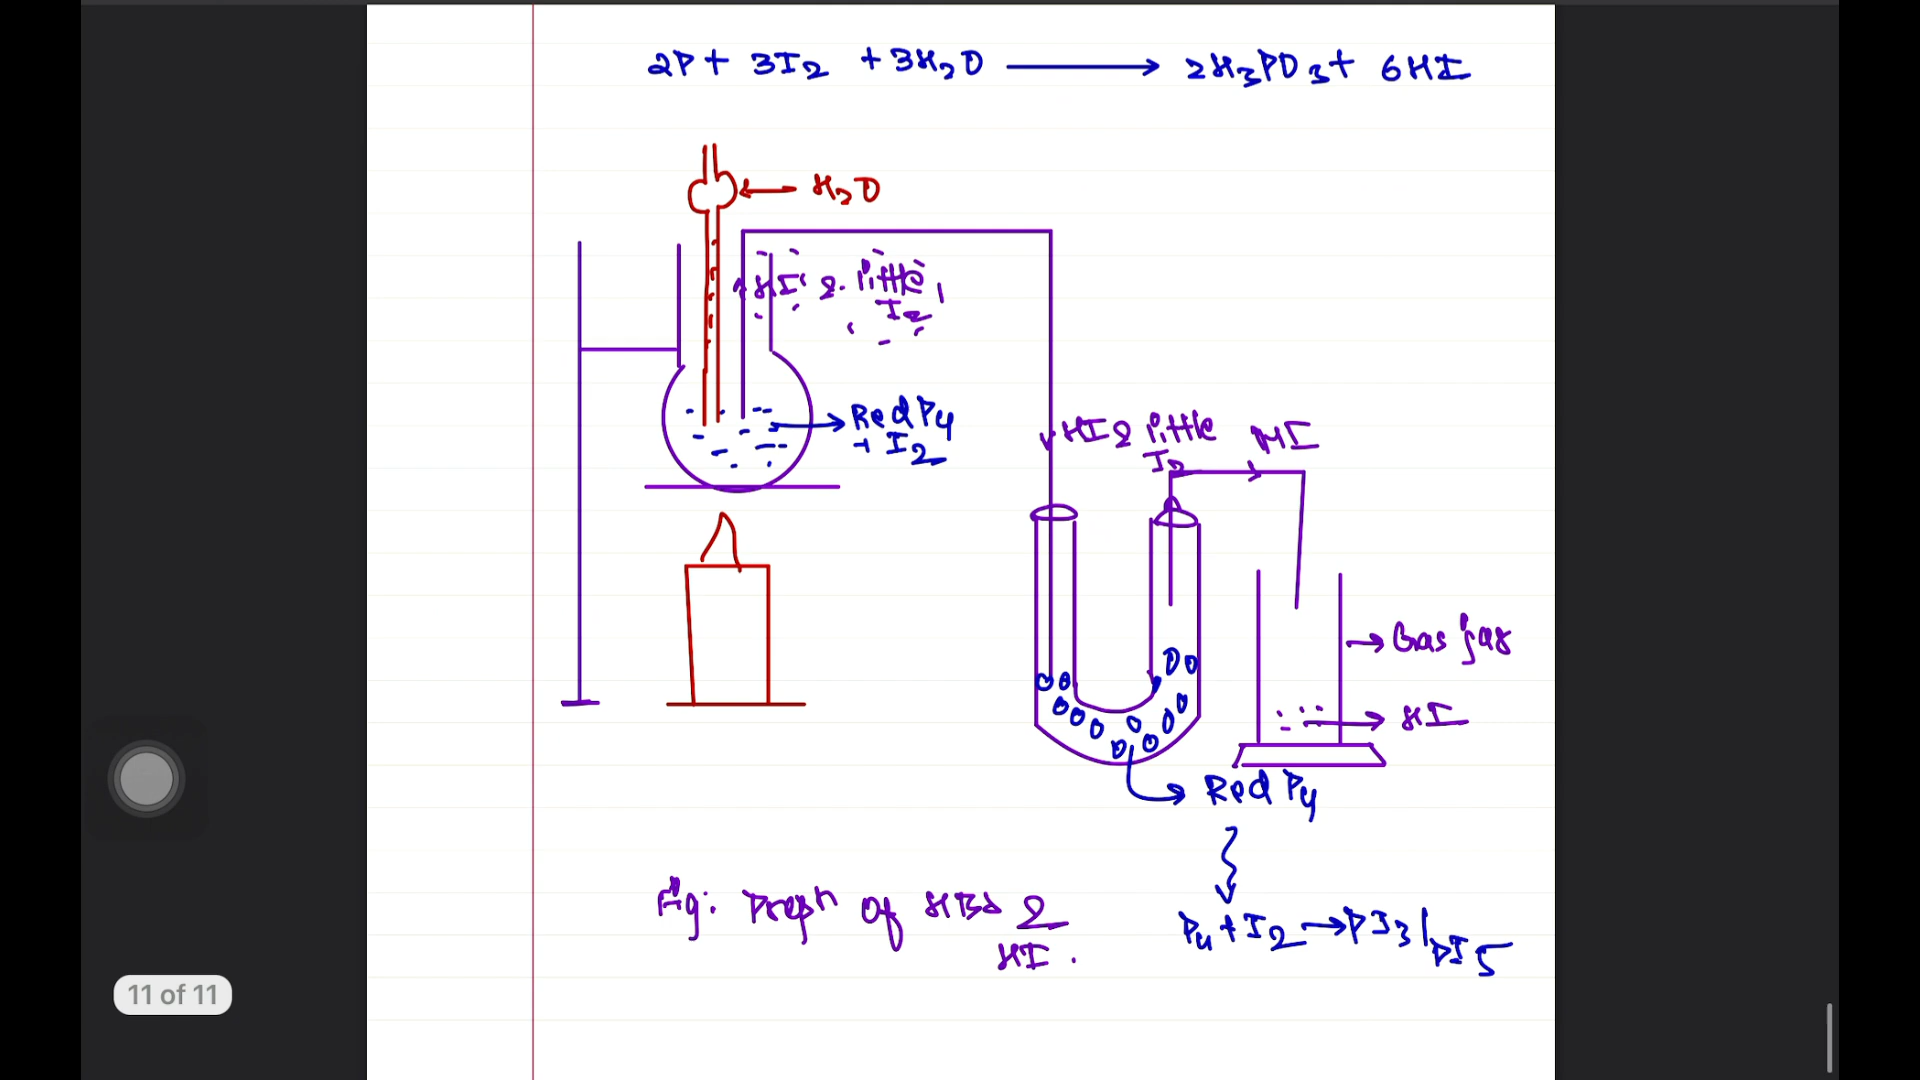 2P + 3I2 + 3H2O → 2H3PO3 + 6HI
← H2O
HI & little
I2
→ Red P4
+ I2
HI & little
I2
HI
→ Gas jar
→ HI
→ Red P4
P4 + I2 → PI3 / PI5
Fig: Prepn of HBr &
HI.
11 of 11